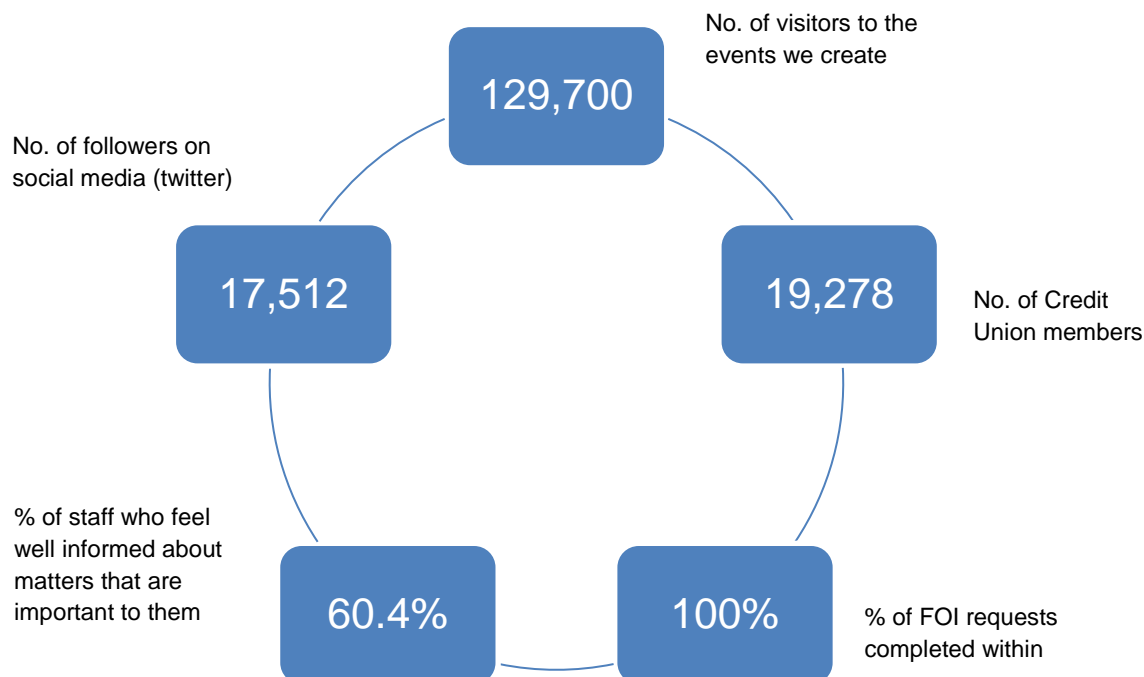 No. of visitors to the
events we create
129,700
No. of followers on
social media (twitter)
17,512
19,278
No. of Credit
Union members
% of staff who feel
well informed about
matters that are
important to them
60.4%
100%
% of FOI requests
completed within